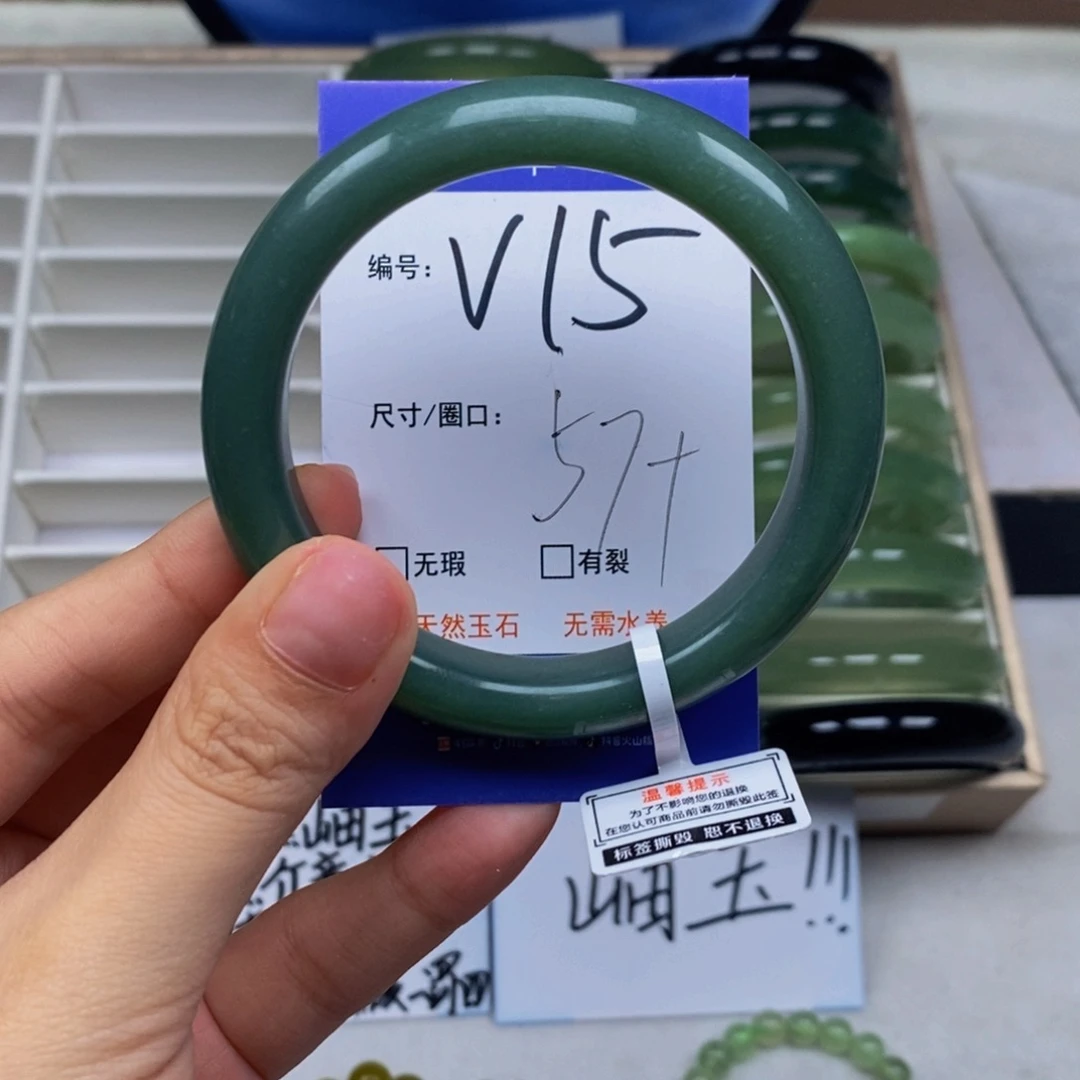 编号: V15
尺寸/圈口: 57+
无瑕 有裂
天然玉石 无需水养
温馨提示
为了不影响您的退换
在您认可商品前请勿撕毁此签
标签撕毁 恕不退换
岫玉
岫玉!!!